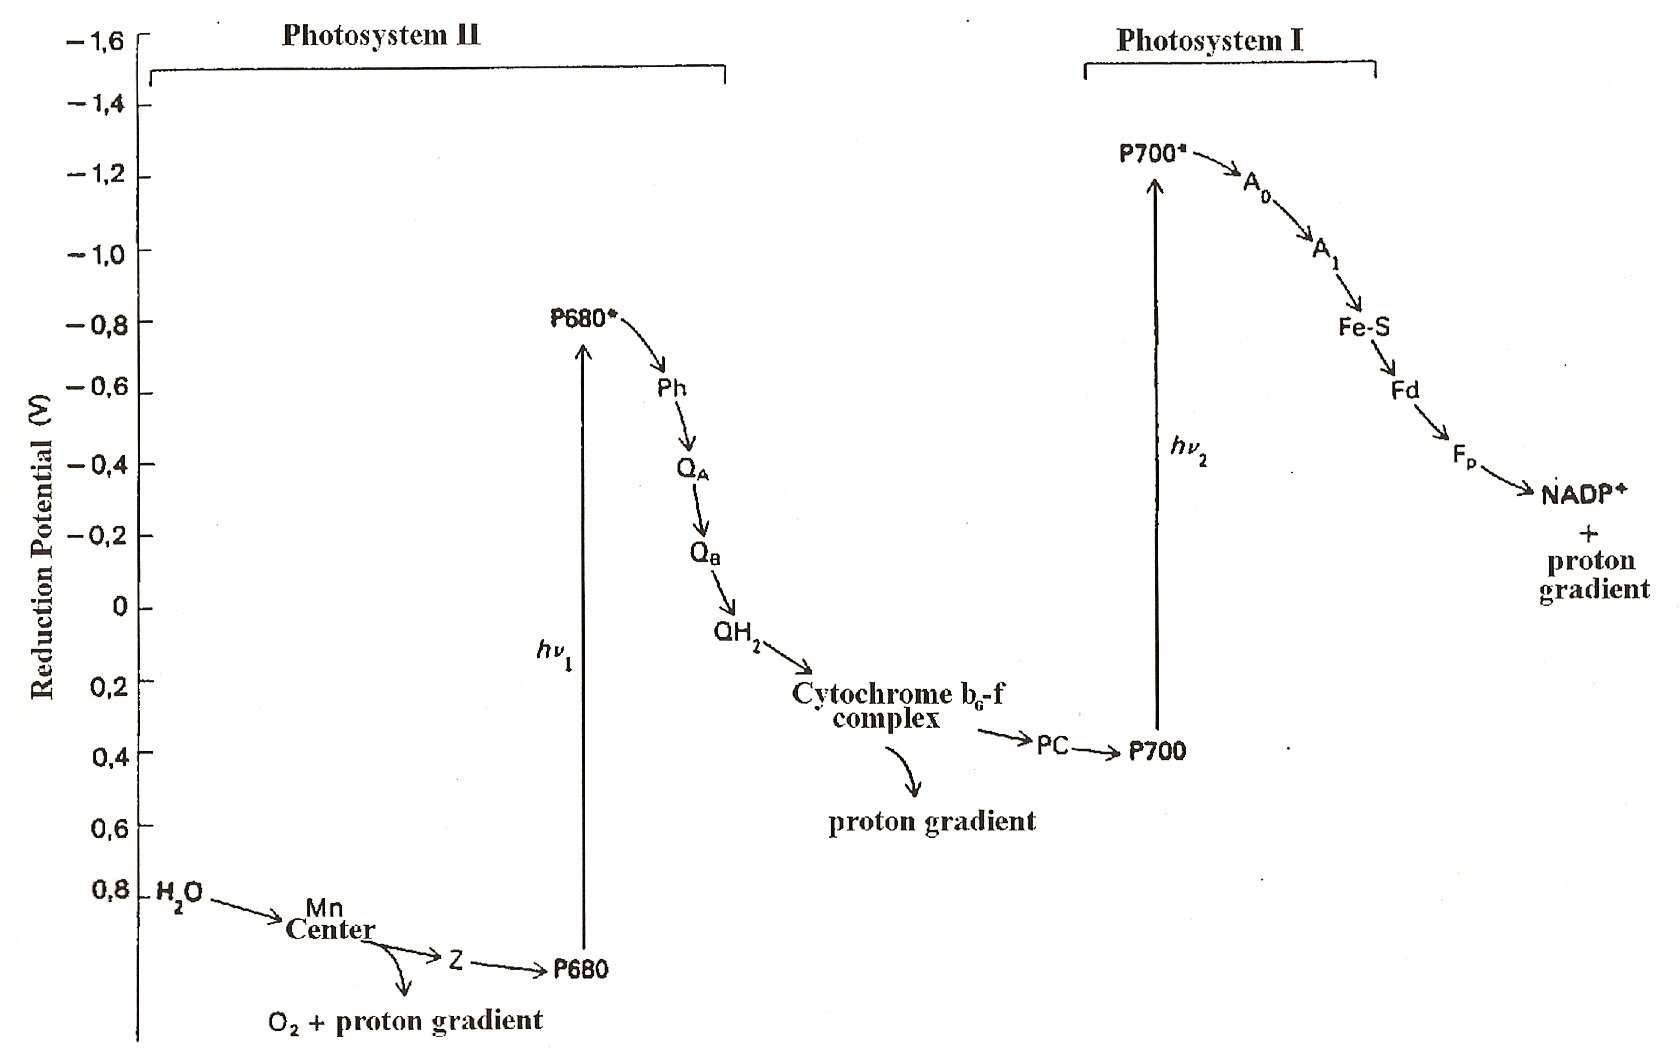 Photosystem II
Photosystem I
−1,6
−1,4
−1,2
−1,0
−0,8
−0,6
−0,4
−0,2
0
0,2
0,4
0,6
0,8
Reduction Potential (V)
H₂O
Mn
Center
O₂ + proton gradient
Z
P680
hν₁
P680*
Ph
Q_A
Q_B
QH₂
Cytochrome b₆-f
complex
proton gradient
PC
P700
hν₂
P700*
A₀
A₁
Fe-S
Fd
Fₚ
NADP⁺
+
proton
gradient